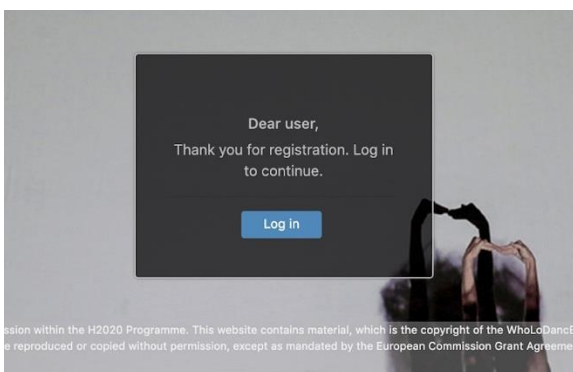 Dear user,
Thank you for registration. Log in
to continue.
Log in
ssion within the H2020 Programme. This website contains material, which is the copyright of the WhoLoDanc
e reproduced or copied without permission, except as mandated by the European Commission Grant Agreeme